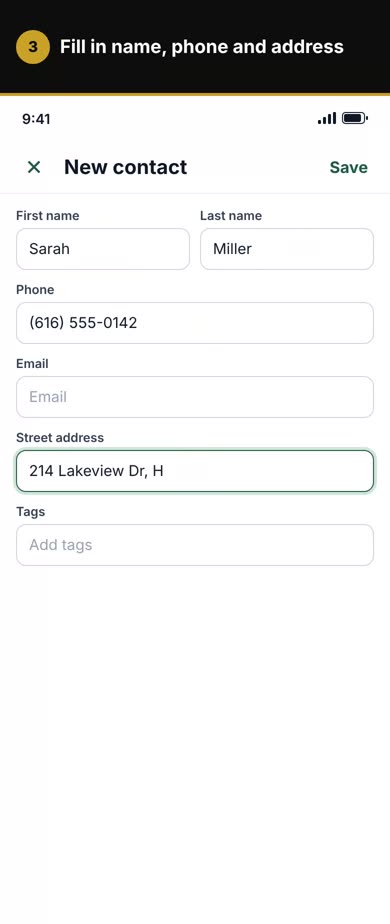 3 Fill in name, phone and address
9:41
New contact Save
First name Last name
Sarah Miller
Phone
(616) 555-0142
Email
Email
Street address
214 Lakeview Dr, H
Tags
Add tags